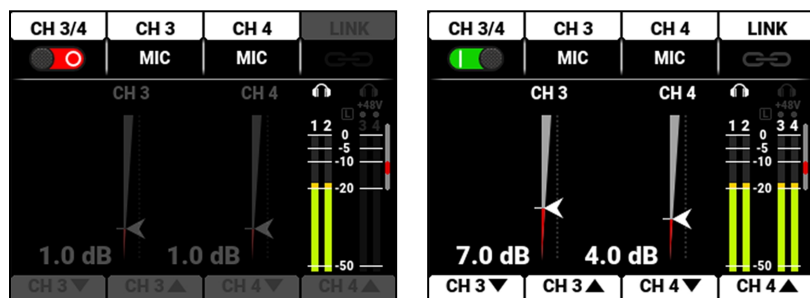 CH 3/4 CH 3 CH 4 LINK
MIC MIC
CH 3 CH 4
+48V
L
1 2 3 4
0
-5
-10
-20
1.0 dB 1.0 dB
-50
CH 3▼ CH 3▲ CH 4▼ CH 4▲
CH 3/4 CH 3 CH 4 LINK
MIC MIC
CH 3 CH 4
+48V
L
1 2 3 4
0
-5
-10
-20
7.0 dB 4.0 dB
-50
CH 3▼ CH 3▲ CH 4▼ CH 4▲